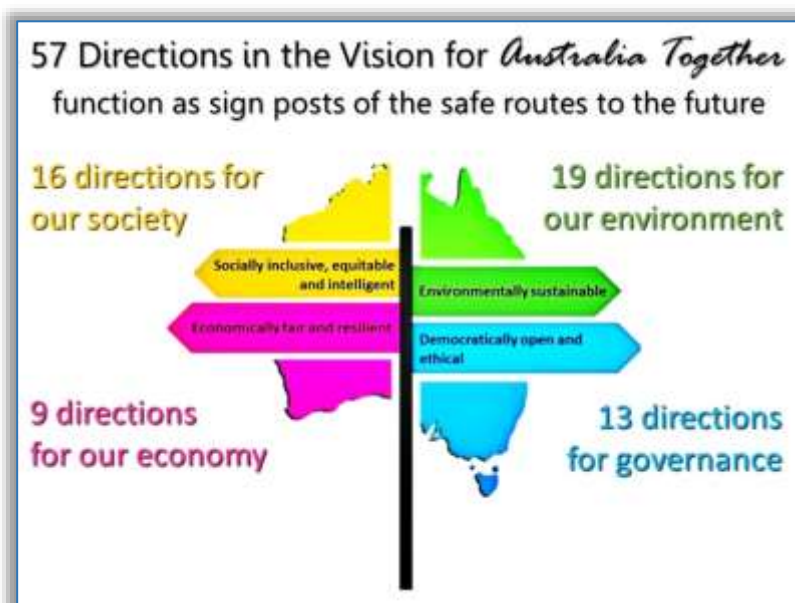 57 Directions in the Vision for Australia Together
function as sign posts of the safe routes to the future
16 directions for
our society
19 directions for
our environment
Socially inclusive, equitable
and intelligent
Environmentally sustainable
Economically fair and resilient
Democratically open and
ethical
9 directions
for our economy
13 directions
for governance